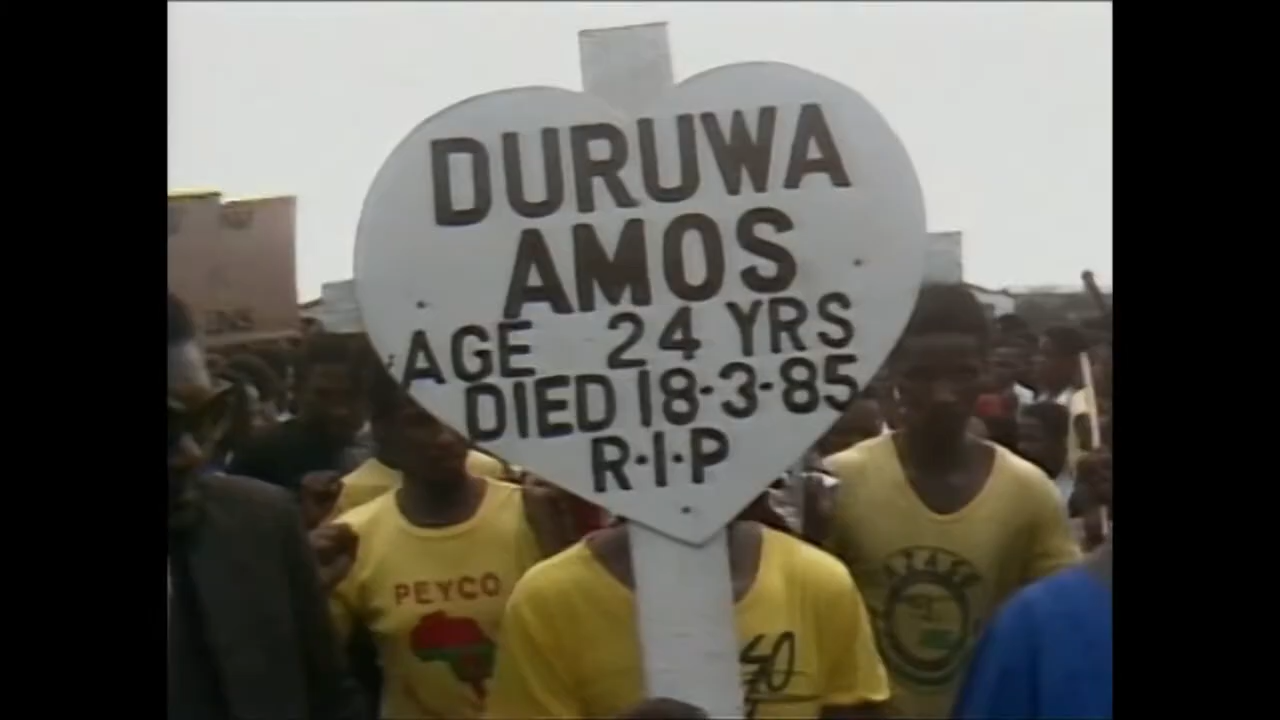 DURUWA
AMOS
AGE 24 YRS
DIED 18-3-85
R·I·P
PEYCO